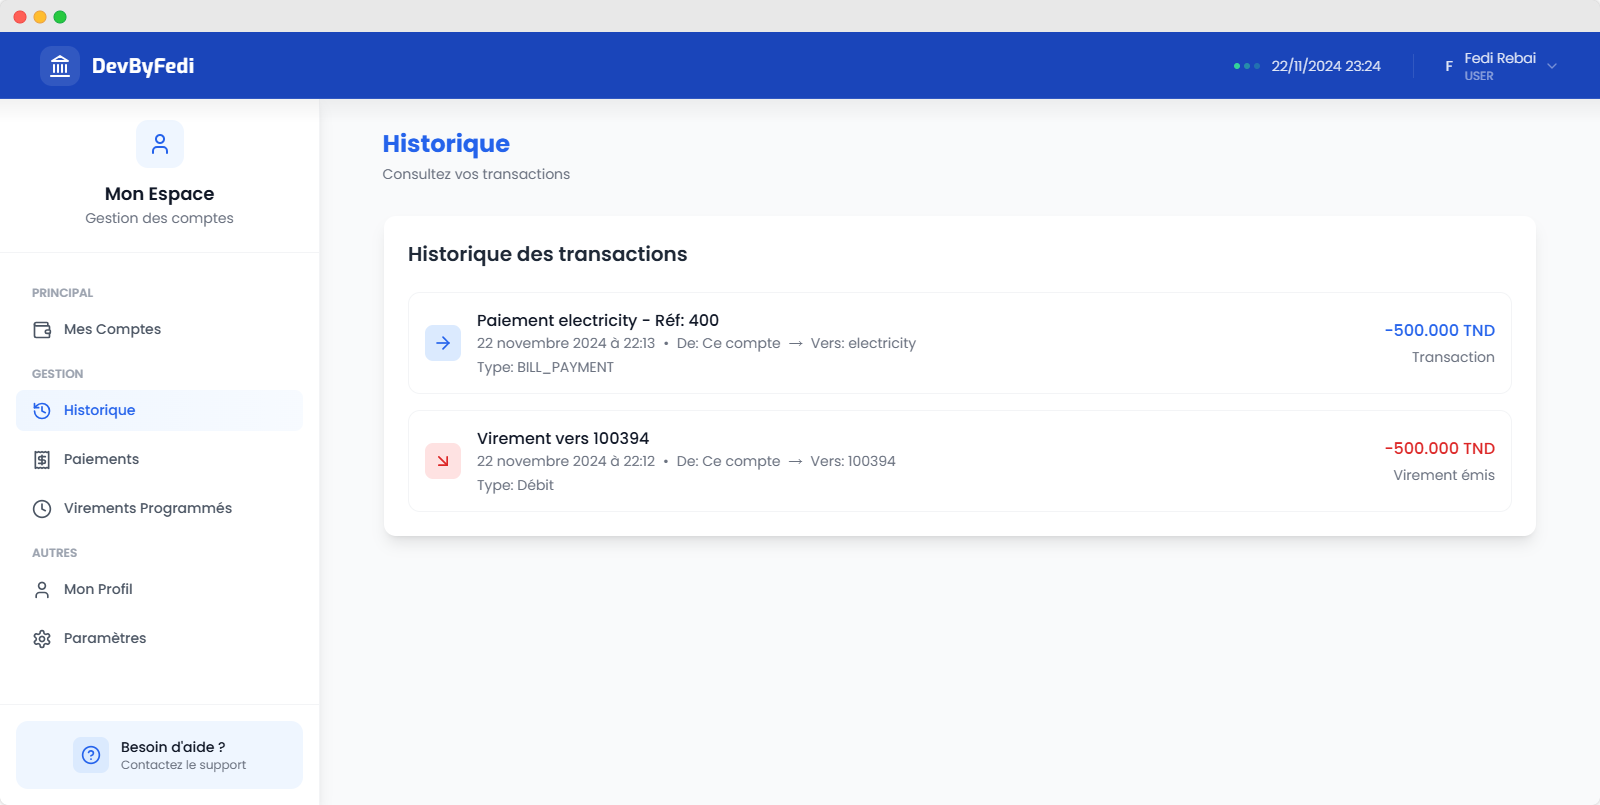 DevByFedi
22/11/2024 23:24
F
Fedi Rebai
USER
Mon Espace
Gestion des comptes
PRINCIPAL
Mes Comptes
GESTION
Historique
Paiements
Virements Programmés
AUTRES
Mon Profil
Paramètres
Besoin d'aide ?
Contactez le support
Historique
Consultez vos transactions
Historique des transactions
Paiement electricity - Réf: 400
22 novembre 2024 à 22:13 • De: Ce compte → Vers: electricity
Type: BILL_PAYMENT
-500.000 TND
Transaction
Virement vers 100394
22 novembre 2024 à 22:12 • De: Ce compte → Vers: 100394
Type: Débit
-500.000 TND
Virement émis